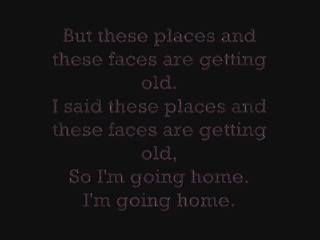 But these places and
these faces are getting
old.
I said these places and
these faces are getting
old,
So I'm going home.
I'm going home.